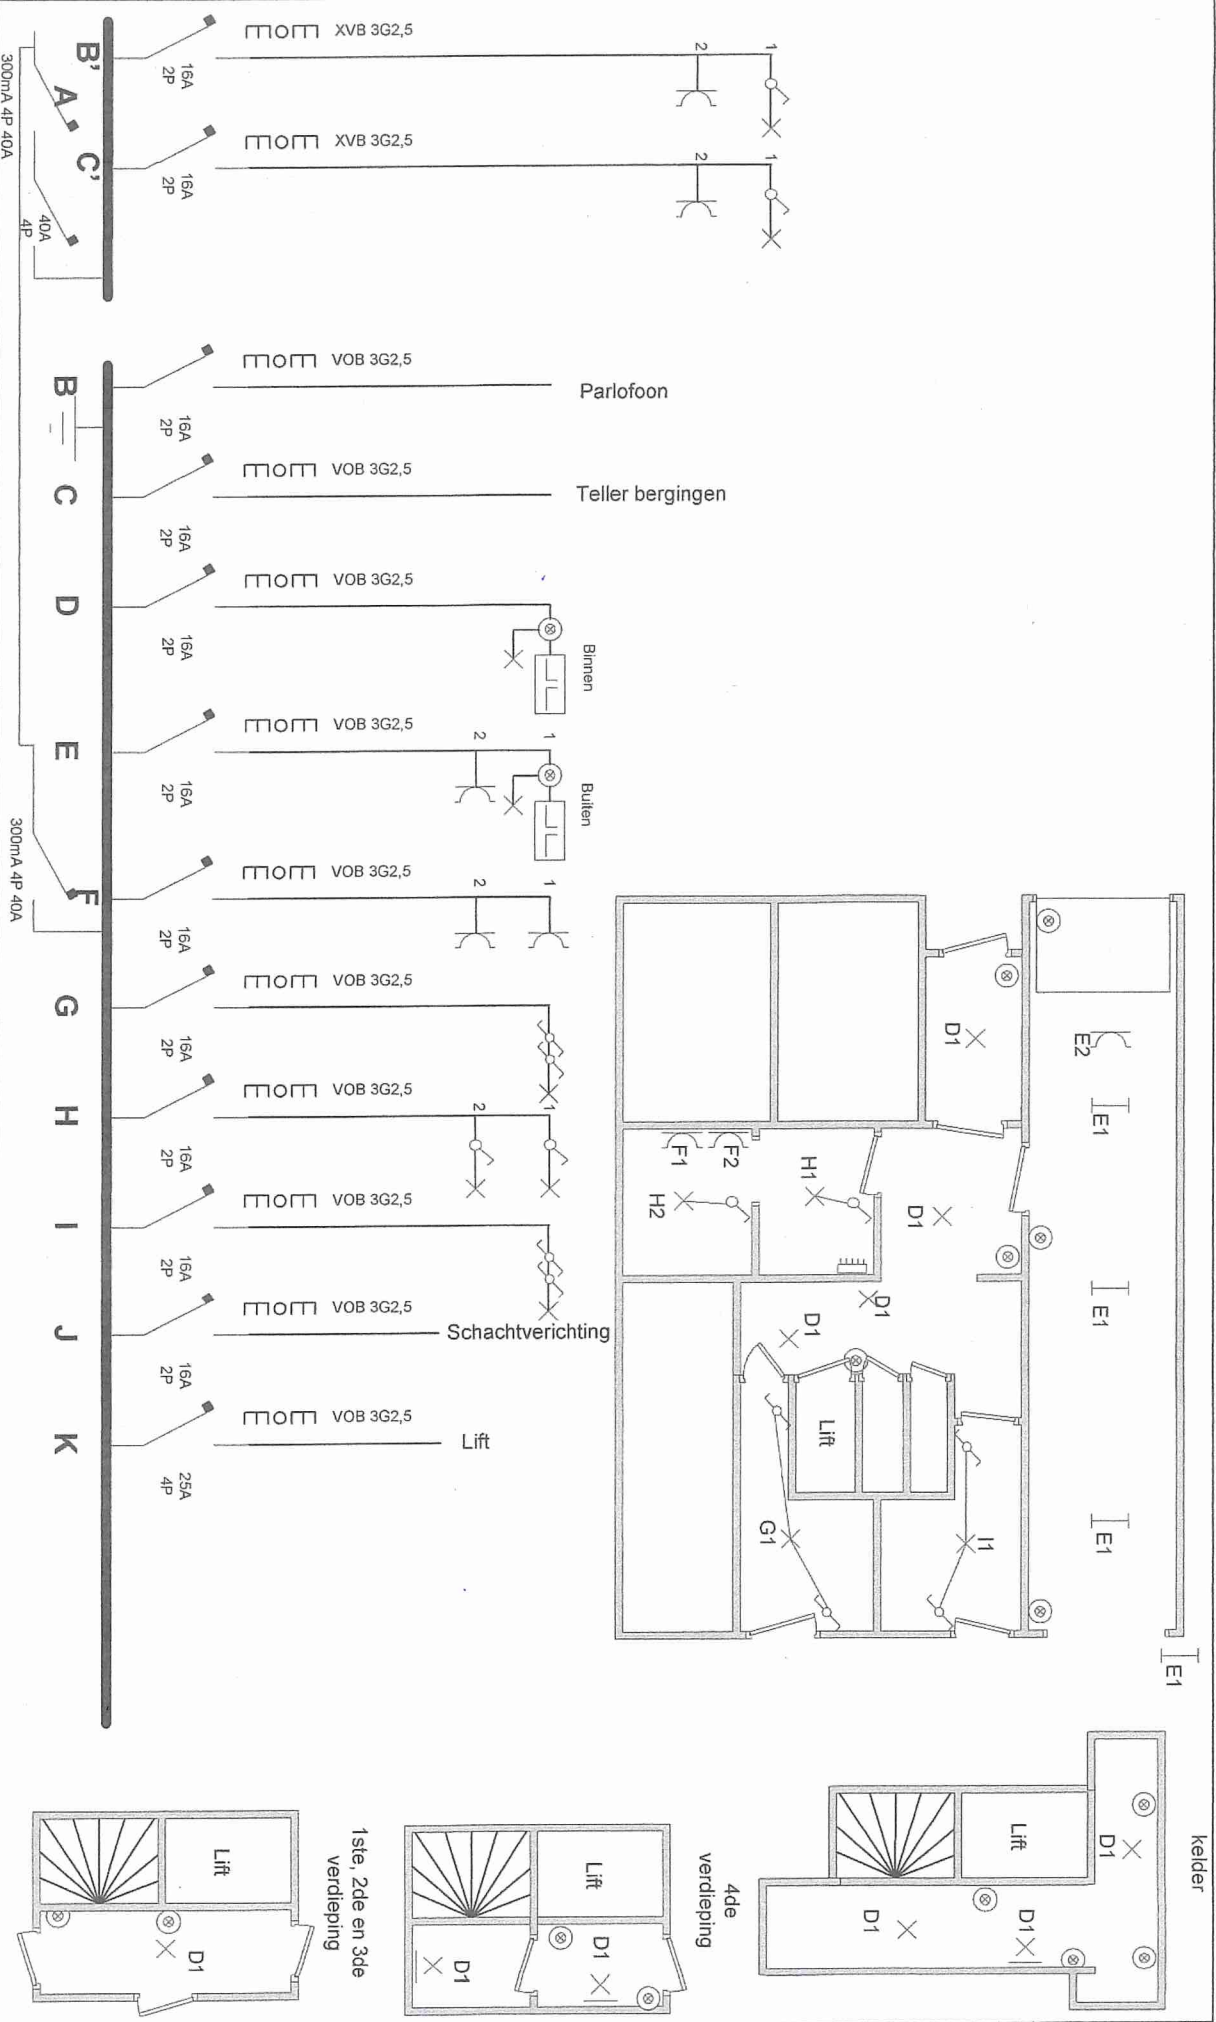 B'
XVB 3G2,5
16A
2P
1
2
A
300mA 4P 40A
C'
XVB 3G2,5
16A
2P
1
2
40A
4P
B
VOB 3G2,5
16A
2P
Parlofoon
C
VOB 3G2,5
16A
2P
Teller bergingen
D
VOB 3G2,5
16A
2P
Binnen
E
VOB 3G2,5
16A
2P
1
2
Buiten
F
VOB 3G2,5
16A
2P
1
2
300mA 4P 40A
G
VOB 3G2,5
16A
2P
H
VOB 3G2,5
16A
2P
1
2
I
VOB 3G2,5
16A
2P
J
VOB 3G2,5
16A
2P
Schachtverichting
K
VOB 3G2,5
25A
4P
Lift
E2
E1
E1
E1
E1
D1
D1
D1
D1
F1
F2
H1
H2
Lift
G1
I1
kelder
Lift
D1
D1
D1
4de
verdieping
Lift
D1
D1
1ste, 2de en 3de
verdieping
Lift
D1